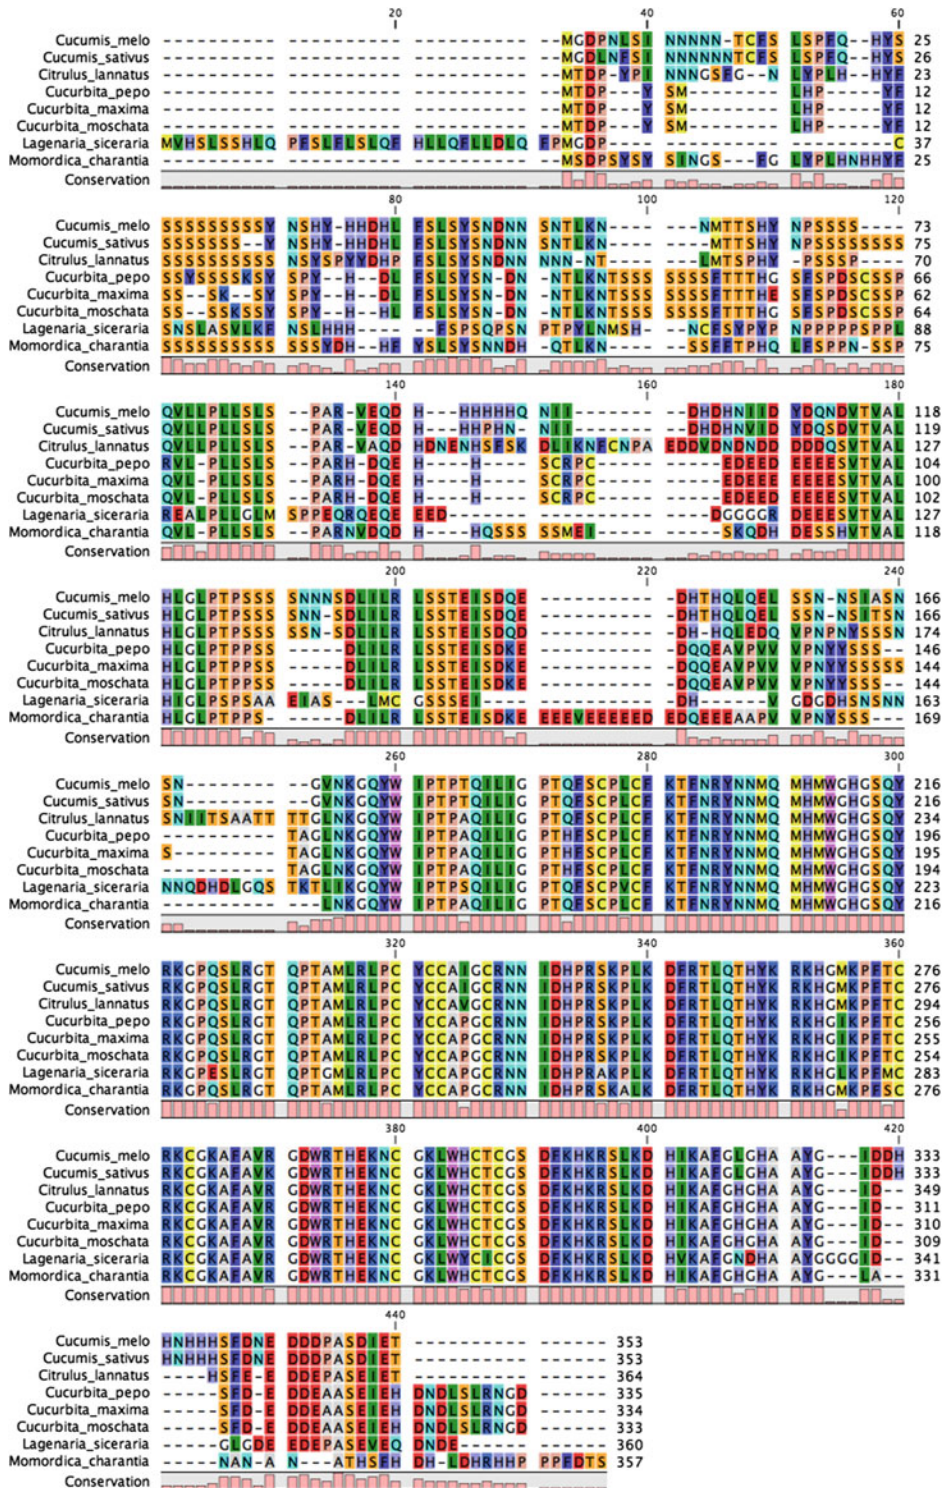 20 40 60
Cucumis_melo ---------- ---------- ---------- ---MGDPNLSI NNNNN-TCFS LSPFQ--HYS 25
Cucumis_sativus ---------- ---------- ---------- ---MGDLNFSI NNNNNNTCFS LSPFQ--HYS 26
Citrulus_lannatus ---------- ---------- ---------- ---MTDP-YPI NNNGSFG--N LYPLH--HYF 23
Cucurbita_pepo ---------- ---------- ---------- ---MTDP---Y SM-------- LHP-----YF 12
Cucurbita_maxima ---------- ---------- ---------- ---MTDP---Y SM-------- LHP-----YF 12
Cucurbita_moschata ---------- ---------- ---------- ---MTDP---Y SM-------- LHP-----YF 12
Lagenaria_siceraria MVHSLSSHLQ PFSLFLSLQF HLLQFLLDLQ FPMGDP---- ---------- ---------C 37
Momordica_charantia ---------- ---------- ---------- ---MSDPSYSY SINGS---FG LYPLHNHHYF 25
Conservation
80 100 120
Cucumis_melo SSSSSSSSSY NSHY-HHDHL FSLSYSNDNN SNTLKN---- ---NMTTSHY NPSSSS---- 73
Cucumis_sativus SSSSSSS--Y NSHY-HHDHL FSLSYSNDNN SNTLKN---- ----MTTSHY NPSSSSSSSS 75
Citrulus_lannatus SSSSSSSSSS NSYSPYYDHP FSLSYSNDNN NNN-NT---- ---LMTSPHY -PSSSP---- 70
Cucurbita_pepo SSYSSSSKSY SPY---H-DL FSLSYSN-DN -NTLKNTSSS SSSSFTTTHG SFSPDSCSSP 66
Cucurbita_maxima SS---SK--SY SPY---H-DL FSLSYSN-DN -NTLKNTSSS SSSSFTTTHE SFSPDSCSSP 62
Cucurbita_moschata SS--SSKSSY SPY---H-HL FSLSYSN-DN -NTLKNTSSS SSSSFTTTHG SFSPDSCSSP 64
Lagenaria_siceraria SNSLASVLKF NSLHHH---- --FSPSQPSN PTPYLNMSH- --NCFSYPYP NPPPPPSPPL 88
Momordica_charantia SSSSSSSSSS SSSYDH--HF YSLSYSNNDH -QTLKN---- --SSFFTPHQ LFSPPN-SSP 75
Conservation
140 160 180
Cucumis_melo QVLLPLLSLS --PAR-VEQD H---HHHHHQ NII------- ---DHDHNIID YDQNDVTVAL 118
Cucumis_sativus QVLLPLLSLS --PAR-VEQD H---HHPHN- NII------- ---DHDHNVID YDQSDVTVAL 119
Citrulus_lannatus QVLLPLLSLS --PAR-VAQD HDNENHSFSK DLIKNFCNPA EDDVDNDNDD DDDQSVTVAL 127
Cucurbita_pepo RVL-PLLSLS --PARH-DQE H----H---- SCRPC----- -----EDEED EEEESVTVAL 104
Cucurbita_maxima QVL-PLLSLS --PARH-DQE H----H---- SCRPC----- -----EDEED EEEESVTVAL 100
Cucurbita_moschata QVL-PLLSLS --PARH-DQE H----H---- SCRPC----- -----EDEED EEEESVTVAL 102
Lagenaria_siceraria REALPLLGLM SPPEQRQEQE EED------- ---------- ----DGGGGR DEEESVTVAL 127
Momordica_charantia QVL-PLLSLS --PARNVDQD H----HQSSS SSMEI----- -----SKQDH DESSHVTVAL 118
Conservation
200 220 240
Cucumis_melo HLGLPTPSSS SNNNSDLILR LSSTEISDQE ---------- --DHTHQLQEL SSN-NSIASN 166
Cucumis_sativus HLGLPTPSSS SNN-SDLILR LSSTEISDQE ---------- --DHTHQLQEL SSN-NSITSN 166
Citrulus_lannatus HLGLPTPSSS SSN-SDLILR LSSTEISDQD ---------- --DH-HQLEDQ VPNPNYSSSN 174
Cucurbita_pepo HLGLPTPPSS -----DLILR LSSTEISDKE ---------- --DQQEAVPVV VPNYYSSS-- 146
Cucurbita_maxima HLGLPTPPSS -----DLILR LSSTEISDKE ---------- --DQQEAVPVV VPNYYSSSSS 144
Cucurbita_moschata HLGLPTPPSS -----DLILR LSSTEISDKE ---------- --DQQEAVPVV VPNYYSSS-- 144
Lagenaria_siceraria HIGLPSPSAA EIAS---LMC GSSSEI---- ---------- --DH------V GDGDHSNSNN 163
Momordica_charantia HLGLPTPPS- -----DLILR LSSTEISDKE EEEVEEEEED EDQEEEAAPV VPNYSSS--- 169
Conservation
260 280 300
Cucumis_melo SN-------- --GVNKGQYW IPTPTQILIG PTQFSCPLCF KTFNRYNNMQ MHMWGHGSQY 216
Cucumis_sativus SN-------- --GVNKGQYW IPTPTQILIG PTQFSCPLCF KTFNRYNNMQ MHMWGHGSQY 216
Citrulus_lannatus SNIITSAATT TTGLNKGQYW IPTPAQILIG PTQFSCPLCF KTFNRYNNMQ MHMWGHGSQY 234
Cucurbita_pepo ---------- TAGLNKGQYW IPTPAQILIG PTHFSCPLCF KTFNRYNNMQ MHMWGHGSQY 196
Cucurbita_maxima S--------- TAGLNKGQYW IPTPAQILIG PTHFSCPLCF KTFNRYNNMQ MHMWGHGSQY 195
Cucurbita_moschata ---------- TAGLNKGQYW IPTPAQILIG PTHFSCPLCF KTFNRYNNMQ MHMWGHGSQY 194
Lagenaria_siceraria NNQDHDLGQS TKTLIKGQYW IPTPSQILIG PTQFSCPVCF KTFNRYNNMQ MHMWGHGSQY 223
Momordica_charantia ---------- ---LNKGQYW IPTPAQILIG PTQFSCPLCF KTFNRYNNMQ MHMWGHGSQY 216
Conservation
320 340 360
Cucumis_melo RKGPQSLRGT QPTAMLRLPC YCCAIGCRNN IDHPRSKPLK DFRTLQTHYK RKHGMKPFTC 276
Cucumis_sativus RKGPQSLRGT QPTAMLRLPC YCCAIGCRNN IDHPRSKPLK DFRTLQTHYK RKHGMKPFTC 276
Citrulus_lannatus RKGPQSLRGT QPTAMLRLPC YCCAVGCRNN IDHPRSKPLK DFRTLQTHYK RKHGMKPFTC 294
Cucurbita_pepo RKGPQSLRGT QPTAMLRLPC YCCAPGCRNN IDHPRSKPLK DFRTLQTHYK RKHGIKPFTC 256
Cucurbita_maxima RKGPQSLRGT QPTAMLRLPC YCCAPGCRNN IDHPRSKPLK DFRTLQTHYK RKHGIKPFTC 255
Cucurbita_moschata RKGPQSLRGT QPTAMLRLPC YCCAPGCRNN IDHPRSKPLK DFRTLQTHYK RKHGIKPFTC 254
Lagenaria_siceraria RKGPESLRGT QPTGMLRLPC YCCAPGCRNN IDHPRAKPLK DFRTLQTHYK RKHGLKPFMC 283
Momordica_charantia RKGPQSLRGT QPTAMLRLPC YCCAPGCRNN IDHPRSKALK DFRTLQTHYK RKHGMKPFSC 276
Conservation
380 400 420
Cucumis_melo RKCGKAFAVR GDWRTHEKNC GKLWHCTCGS DFKHKRSLKD HIKAFGLGHA AYG---IDDH 333
Cucumis_sativus RKCGKAFAVK GDWRTHEKNC GKLWHCTCGS DFKHKRSLKD HIKAFGLGHA AYG---IDDH 333
Citrulus_lannatus RKCGKAFAVR GDWRTHEKNC GKLWHCTCGS DFKHKRSLKD HIKAFGHGHA AYG---ID-- 349
Cucurbita_pepo RKCGKAFAVR GDWRTHEKNC GKLWHCTCGS DFKHKRSLKD HIKAFGHGHA AYG---ID-- 311
Cucurbita_maxima RKCGKAFAVR GDWRTHEKNC GKLWHCTCGS DFKHKRSLKD HIKAFGHGHA AYG---ID-- 310
Cucurbita_moschata RKCGKAFAVR GDWRTHEKNC GKLWHCTCGS DFKHKRSLKD HIKAFGHGHA AYG---ID-- 309
Lagenaria_siceraria RKCGKAFAVR GDWRTHEKNC GKLWYCICGS DFKHKRSLKD HVKAFGNDHA AYGGGGID-- 341
Momordica_charantia RKCGKAFAVR GDWRTHEKNC GKLWHCTCGS DFKHKRSLKD HIKAFGHGHA AYG---LA-- 331
Conservation
440
Cucumis_melo HNHHHSFDNE DDDPASDIET ---------- ------ 353
Cucumis_sativus HNHHHSFDNE DDDPASDIET ---------- ------ 353
Citrulus_lannatus ----HSFE-E DDEPASEIET ---------- ------ 364
Cucurbita_pepo -----SFD-E DDEAASEIEH DNDLSLRNGD ------ 335
Cucurbita_maxima -----SFD-E DDEAASEIEH DNDLSLRNGD ------ 334
Cucurbita_moschata -----SFD-E DDEAASEIEH DNDLSLRNGD ------ 333
Lagenaria_siceraria -----GLGDE EDEPASEVEQ DNDE------ ------ 360
Momordica_charantia -----NAN-A N---ATHSFH DH-LDHRHHP PPFDTS 357
Conservation